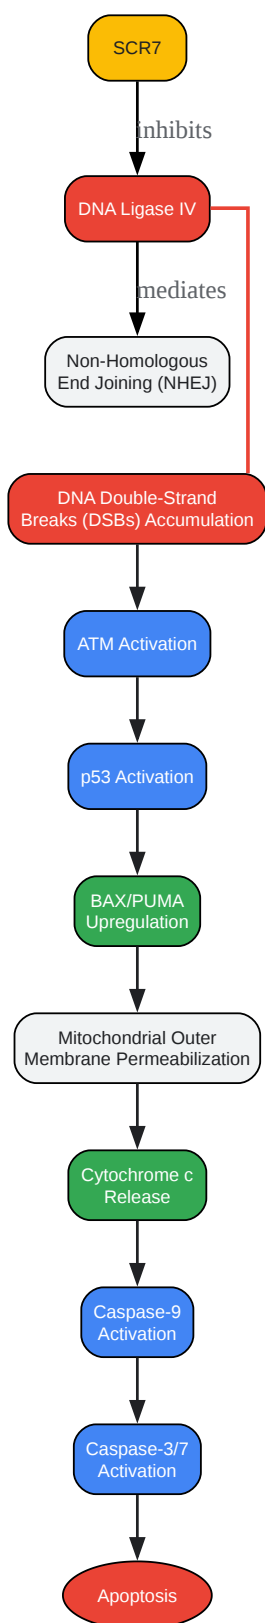 SCR7
inhibits
DNA Ligase IV
mediates
Non-Homologous
End Joining (NHEJ)
DNA Double-Strand
Breaks (DSBs) Accumulation
ATM Activation
p53 Activation
BAX/PUMA
Upregulation
Mitochondrial Outer
Membrane Permeabilization
Cytochrome c
Release
Caspase-9
Activation
Caspase-3/7
Activation
Apoptosis